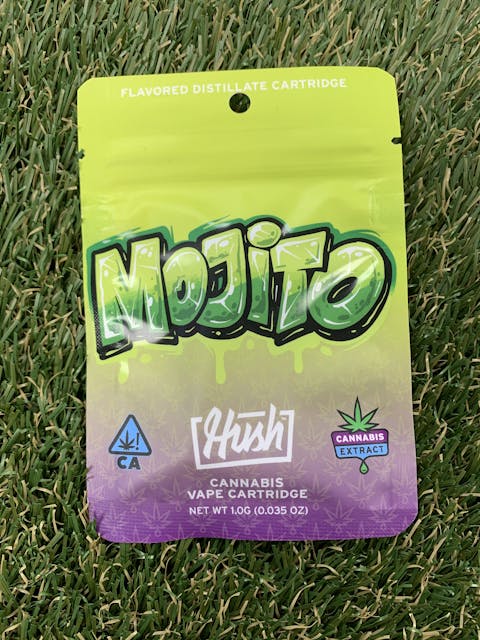 FLAVORED DISTILLATE CARTRIDGE
MOJiTO
CA
Hush
CANNABIS
EXTRACT
CANNABIS
VAPE CARTRIDGE
NET WT 1.0G (0.035 OZ)